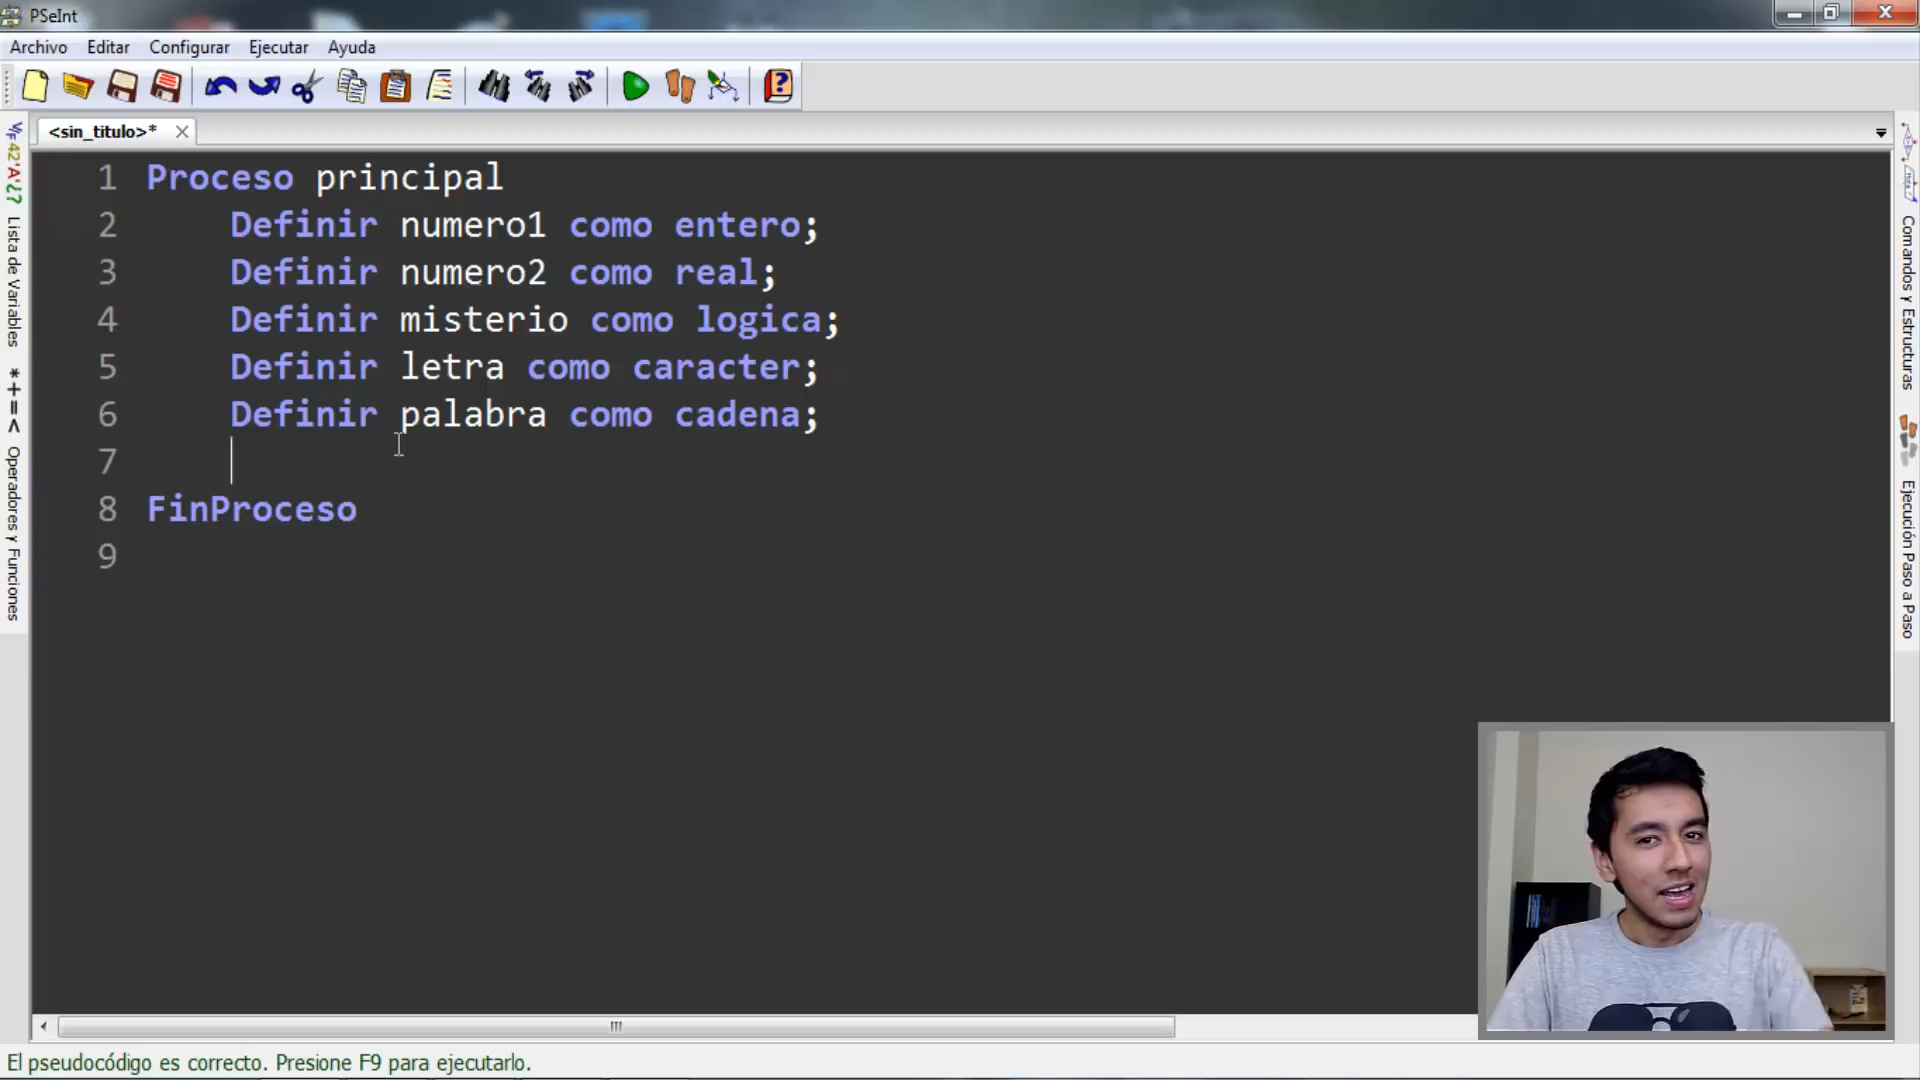 PSeInt
Archivo Editar Configurar Ejecutar Ayuda
<sin_titulo>*
1 Proceso principal
2 Definir numero1 como entero;
3 Definir numero2 como real;
4 Definir misterio como logica;
5 Definir letra como caracter;
6 Definir palabra como cadena;
7
8 FinProceso
9
42'A'¿? Lista de Variables
*+=< Operadores y Funciones
Comandos y Estructuras
Ejecución Paso a Paso
El pseudocódigo es correcto. Presione F9 para ejecutarlo.